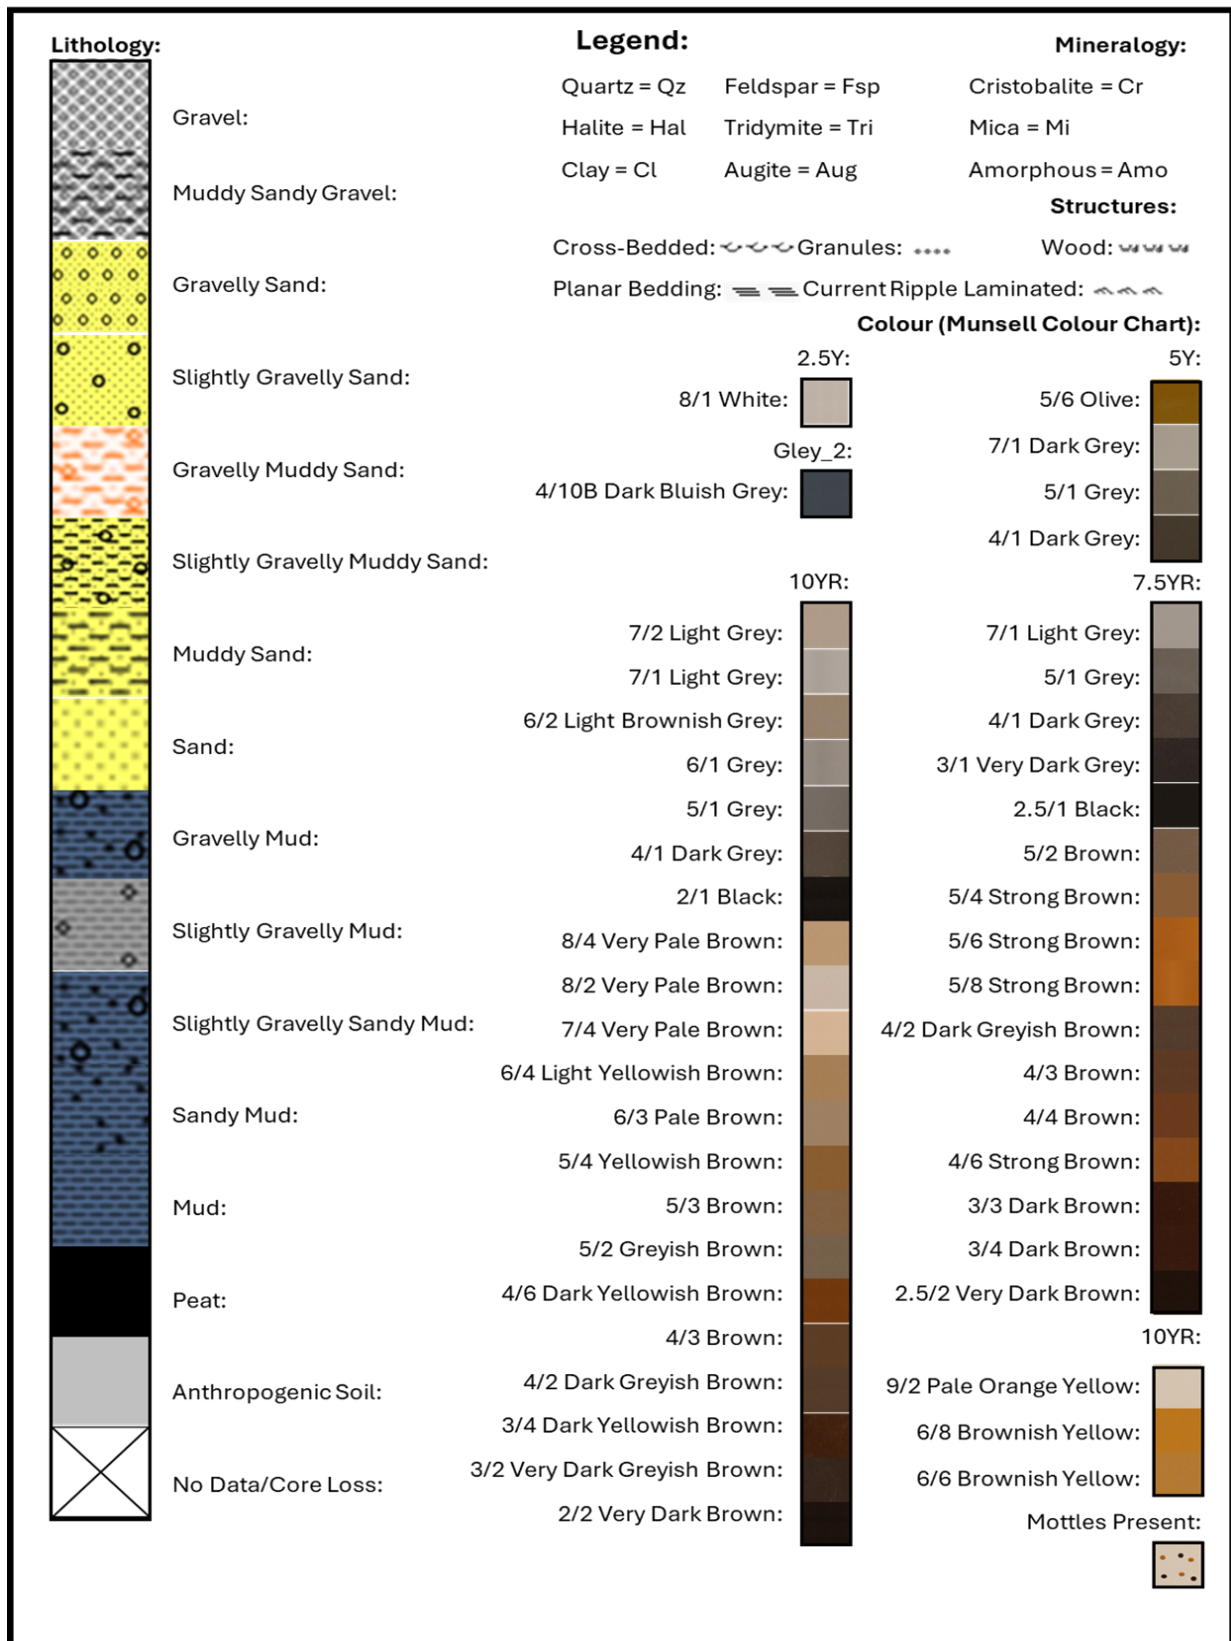 Lithology:
Gravel:
Muddy Sandy Gravel:
Gravelly Sand:
Slightly Gravelly Sand:
Gravelly Muddy Sand:
Slightly Gravelly Muddy Sand:
Muddy Sand:
Sand:
Gravelly Mud:
Slightly Gravelly Mud:
Slightly Gravelly Sandy Mud:
Sandy Mud:
Mud:
Peat:
Anthropogenic Soil:
No Data/Core Loss:
Legend:
Mineralogy:
Quartz = Qz Feldspar = Fsp Cristobalite = Cr
Halite = Hal Tridymite = Tri Mica = Mi
Clay = Cl Augite = Aug Amorphous = Amo
Structures:
Cross-Bedded: Granules: Wood:
Planar Bedding: Current Ripple Laminated:
Colour (Munsell Colour Chart):
2.5Y:
8/1 White:
Gley_2:
4/10B Dark Bluish Grey:
10YR:
7/2 Light Grey:
7/1 Light Grey:
6/2 Light Brownish Grey:
6/1 Grey:
5/1 Grey:
4/1 Dark Grey:
2/1 Black:
8/4 Very Pale Brown:
8/2 Very Pale Brown:
7/4 Very Pale Brown:
6/4 Light Yellowish Brown:
6/3 Pale Brown:
5/4 Yellowish Brown:
5/3 Brown:
5/2 Greyish Brown:
4/6 Dark Yellowish Brown:
4/3 Brown:
4/2 Dark Greyish Brown:
3/4 Dark Yellowish Brown:
3/2 Very Dark Greyish Brown:
2/2 Very Dark Brown:
5Y:
5/6 Olive:
7/1 Dark Grey:
5/1 Grey:
4/1 Dark Grey:
7.5YR:
7/1 Light Grey:
5/1 Grey:
4/1 Dark Grey:
3/1 Very Dark Grey:
2.5/1 Black:
5/2 Brown:
5/4 Strong Brown:
5/6 Strong Brown:
5/8 Strong Brown:
4/2 Dark Greyish Brown:
4/3 Brown:
4/4 Brown:
4/6 Strong Brown:
3/3 Dark Brown:
3/4 Dark Brown:
2.5/2 Very Dark Brown:
10YR:
9/2 Pale Orange Yellow:
6/8 Brownish Yellow:
6/6 Brownish Yellow:
Mottles Present: